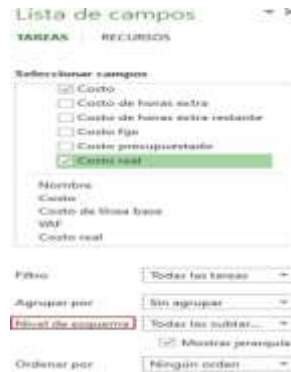 Lista de campos
TAREAS RECURSOS
Seleccionar campos
Costo
Costo de horas extra
Costo de horas extra restante
Costo fijo
Costo presupuestado
Costo real
Nombre
Costo
Costo de línea base
VAF
Costo real
Filtro Todas las tareas
Agrupar por Sin agrupar
Nivel de esquema Todas las subtar...
Mostrar jerarquía
Ordenar por Ningún orden